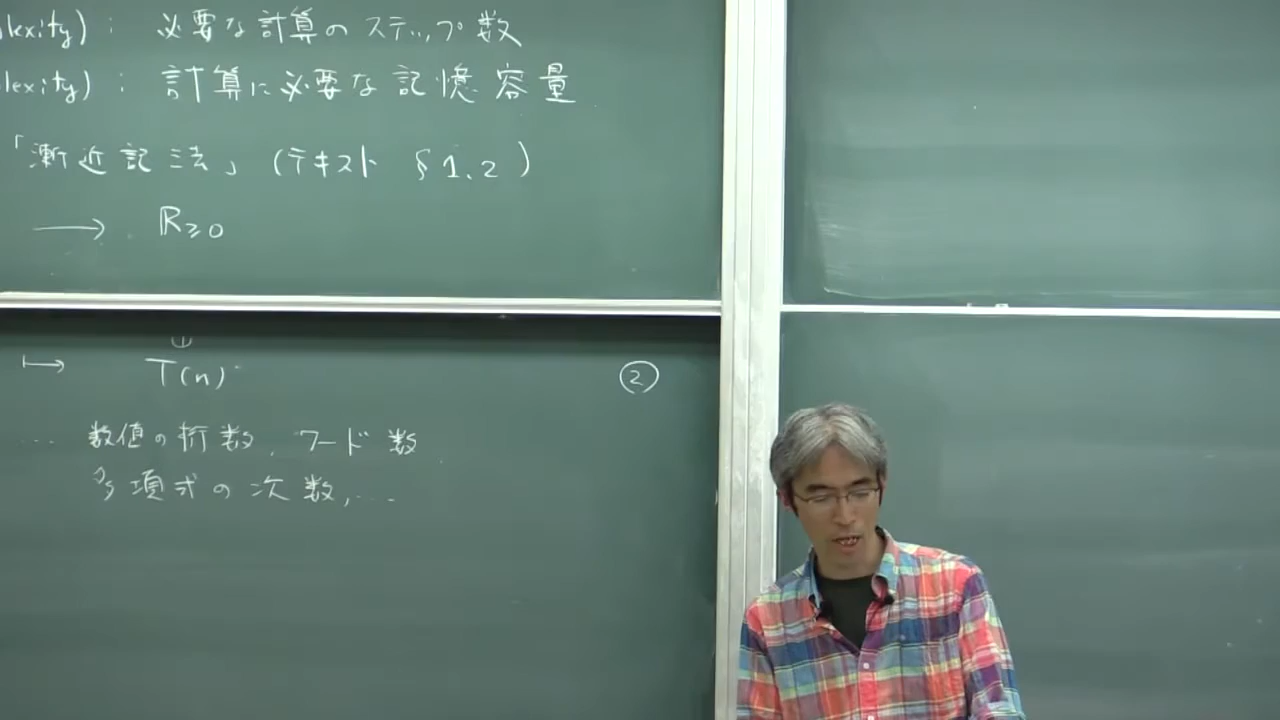 lexity) : 必要な計算のステップ数
lexity) : 計算に必要な記憶容量
「漸近記法」 (テキスト §1.2)
⟶ ℝ≥0
↦ T(n)
②
... 数値の桁数, ワード数
多項式の次数, ...